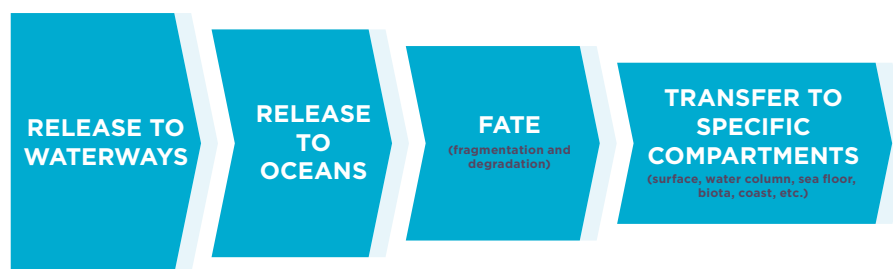 RELEASE TO
WATERWAYS
RELEASE
TO
OCEANS
FATE
(fragmentation and
degradation)
TRANSFER TO
SPECIFIC
COMPARTMENTS
(surface, water column, sea floor,
biota, coast, etc.)